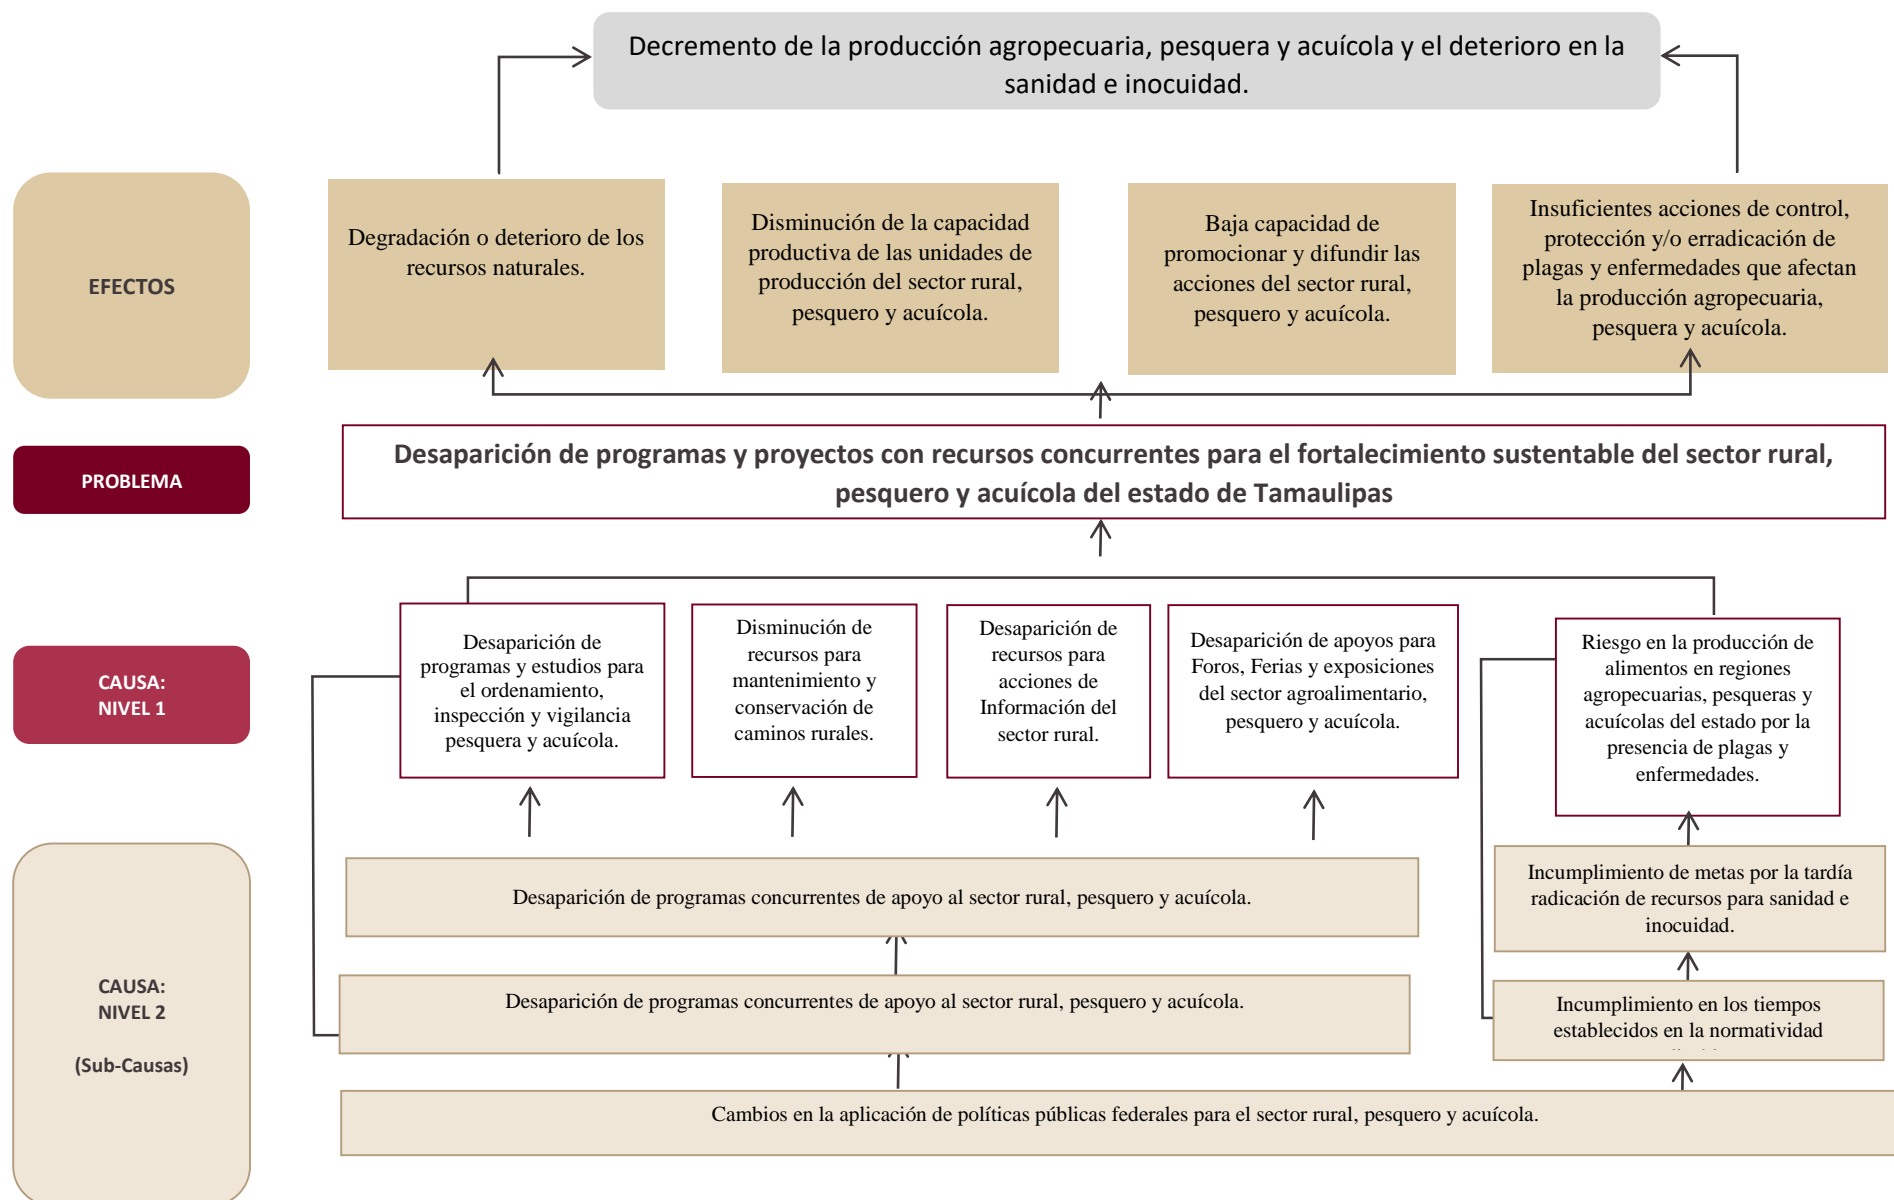 Decremento de la producción agropecuaria, pesquera y acuícola y el deterioro en la
sanidad e inocuidad.
EFECTOS
Degradación o deterioro de los
recursos naturales.
Disminución de la capacidad
productiva de las unidades de
producción del sector rural,
pesquero y acuícola.
Baja capacidad de
promocionar y difundir las
acciones del sector rural,
pesquero y acuícola.
Insuficientes acciones de control,
protección y/o erradicación de
plagas y enfermedades que afectan
la producción agropecuaria,
pesquera y acuícola.
PROBLEMA
Desaparición de programas y proyectos con recursos concurrentes para el fortalecimiento sustentable del sector rural,
pesquero y acuícola del estado de Tamaulipas
CAUSA:
NIVEL 1
Desaparición de
programas y estudios para
el ordenamiento,
inspección y vigilancia
pesquera y acuícola.
Disminución de
recursos para
mantenimiento y
conservación de
caminos rurales.
Desaparición de
recursos para
acciones de
Información del
sector rural.
Desaparición de apoyos para
Foros, Ferias y exposiciones
del sector agroalimentario,
pesquero y acuícola.
Riesgo en la producción de
alimentos en regiones
agropecuarias, pesqueras y
acuícolas del estado por la
presencia de plagas y
enfermedades.
CAUSA:
NIVEL 2
(Sub-Causas)
Desaparición de programas concurrentes de apoyo al sector rural, pesquero y acuícola.
Incumplimiento de metas por la tardía
radicación de recursos para sanidad e
inocuidad.
Desaparición de programas concurrentes de apoyo al sector rural, pesquero y acuícola.
Incumplimiento en los tiempos
establecidos en la normatividad
Cambios en la aplicación de políticas públicas federales para el sector rural, pesquero y acuícola.